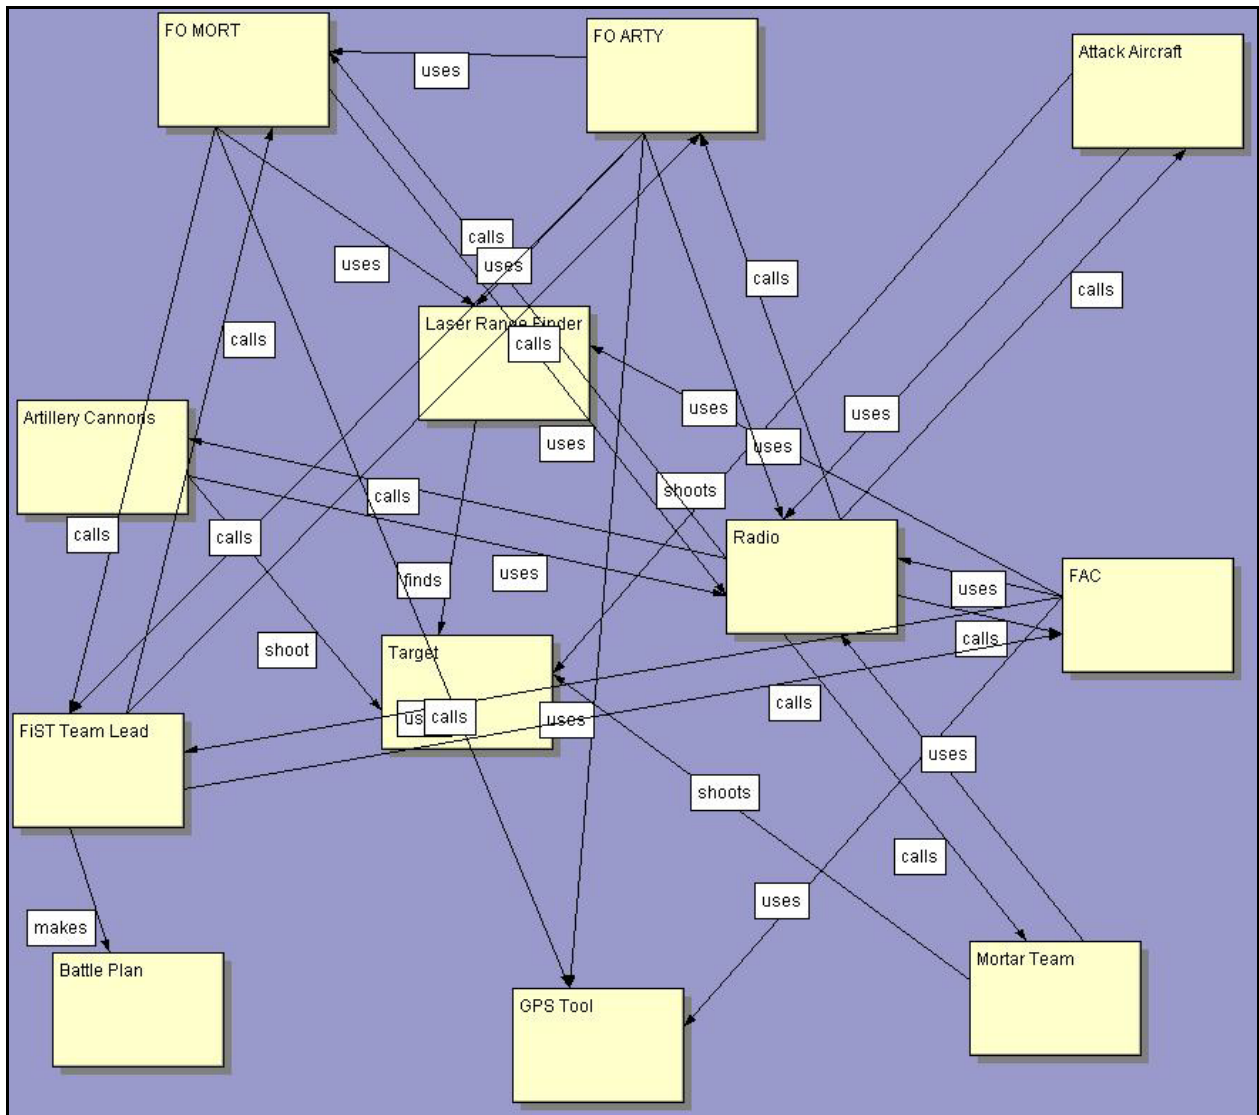 FO MORT
FO ARTY
Attack Aircraft
uses
calls
uses
uses
calls
calls
Laser Range Finder
calls
calls
uses
uses
Artillery Cannons
uses
uses
shoots
calls
Radio
calls
calls
finds
uses
FAC
uses
calls
shoot
Target
calls
us
calls
uses
FiST Team Lead
uses
shoots
calls
uses
makes
Battle Plan
Mortar Team
GPS Tool